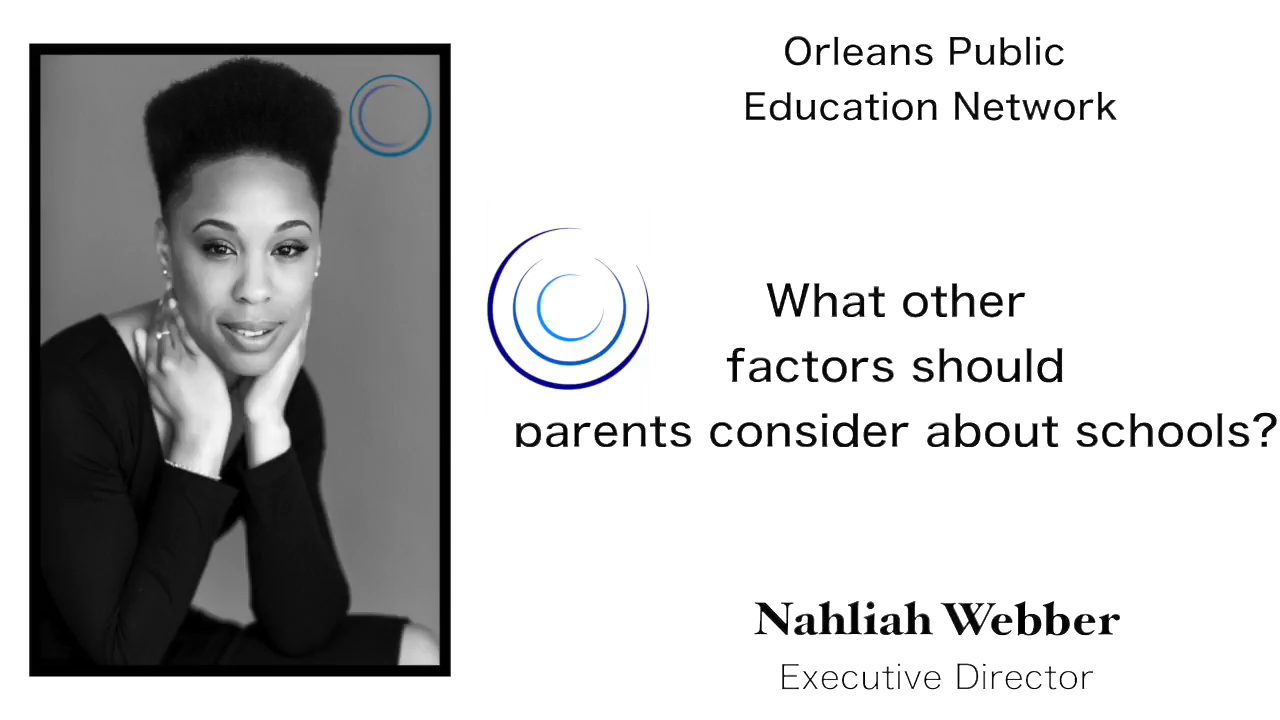 Orleans Public
Education Network
What other
factors should
parents consider about schools?
Nahliah Webber
Executive Director